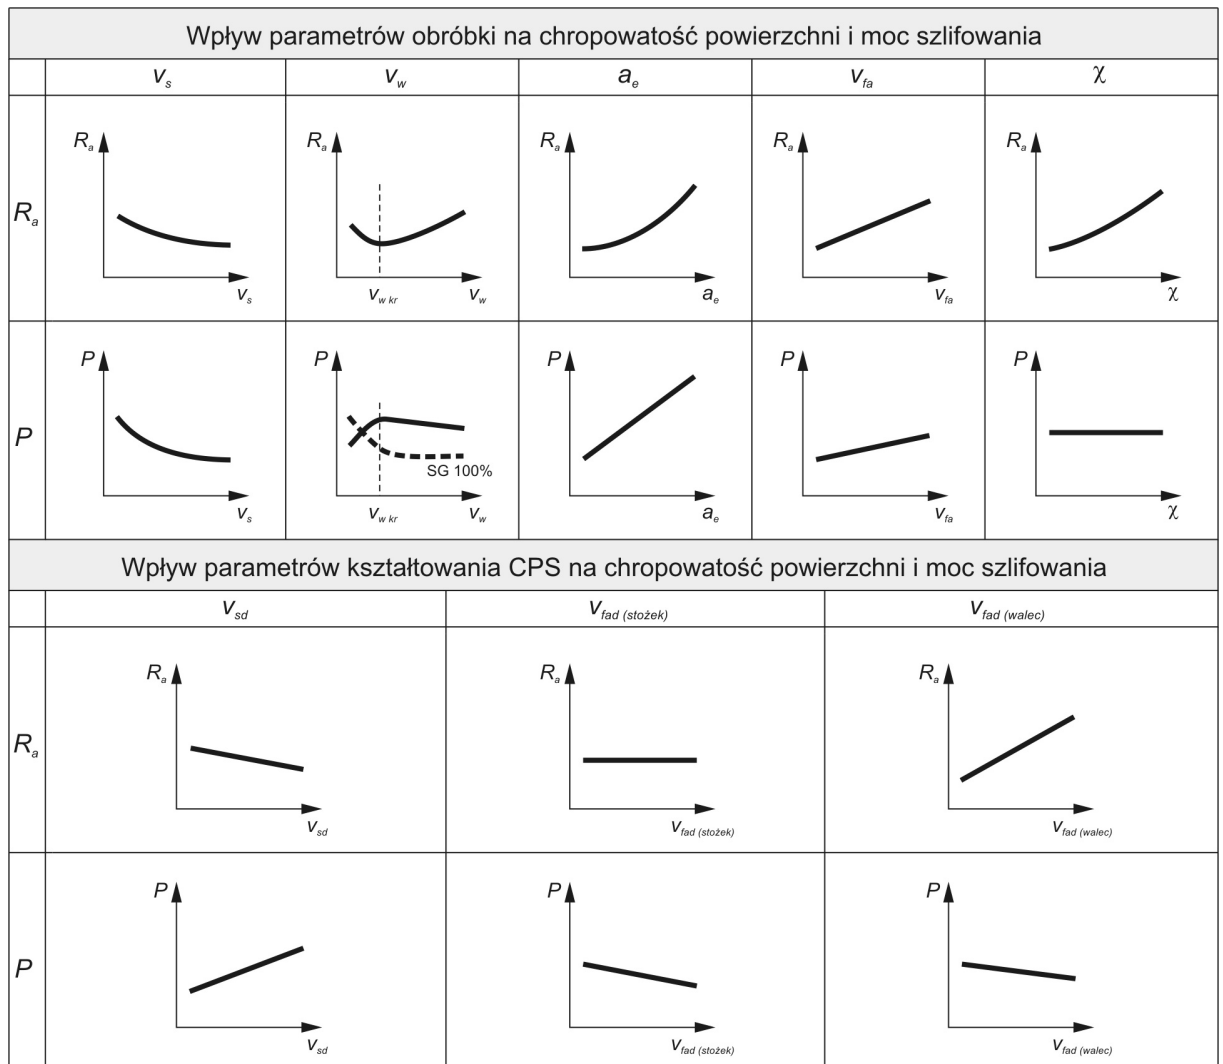 Wpływ parametrów obróbki na chropowatość powierzchni i moc szlifowania
vs vw ae vfa χ
Ra
Ra vs
Ra vw kr vw
Ra ae
Ra vfa
Ra χ
P
P vs
P SG 100% vw kr vw
P ae
P vfa
P χ
Wpływ parametrów kształtowania CPS na chropowatość powierzchni i moc szlifowania
vsd vfad (stożek) vfad (walec)
Ra
Ra vsd
Ra vfad (stożek)
Ra vfad (walec)
P
P vsd
P vfad (stożek)
P vfad (walec)